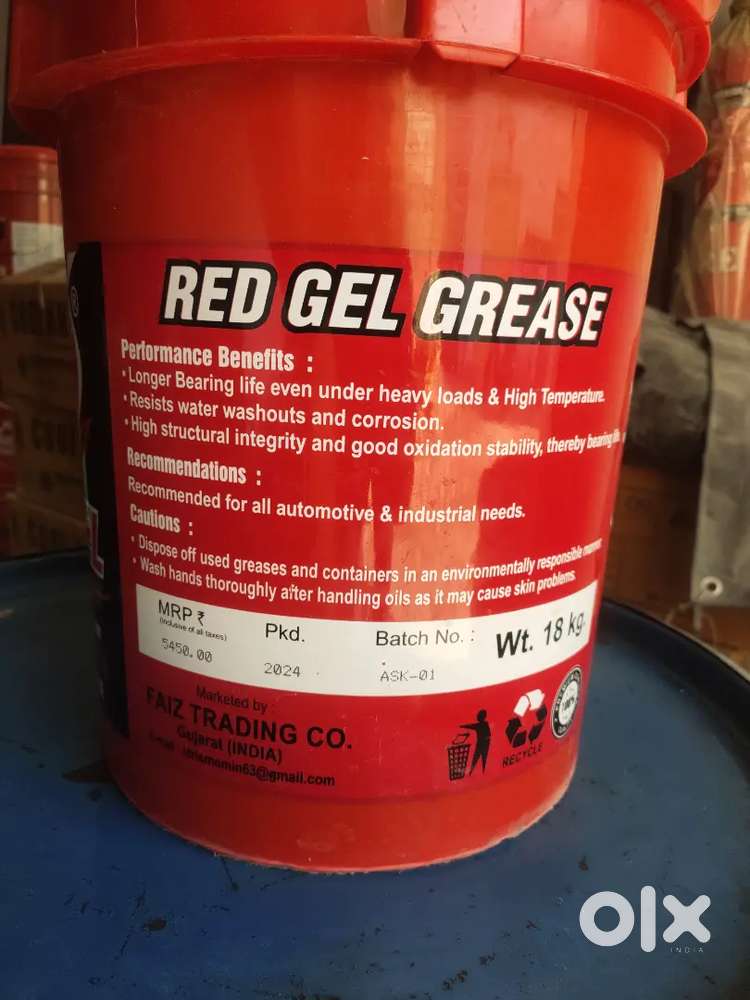 RED GEL GREASE
Performance Benefits :
• Longer Bearing life even under heavy loads & High Temperature.
• Resists water washouts and corrosion.
• High structural integrity and good oxidation stability, thereby bearing
Recommendations :
Recommended for all automotive & industrial needs.
Cautions :
• Dispose off used greases and containers in an environmentally responsible manner.
• Wash hands thoroughly after handling oils as it may cause skin problems.
MRP ₹ Pkd. Batch No. : Wt. 18 kg.
(Inclusive of all taxes)
5450.00 2024 ASK-01
Marketed by :
FAIZ TRADING CO.
Gujarat (INDIA)
RECYCLE
100%
®
olx
INDIA